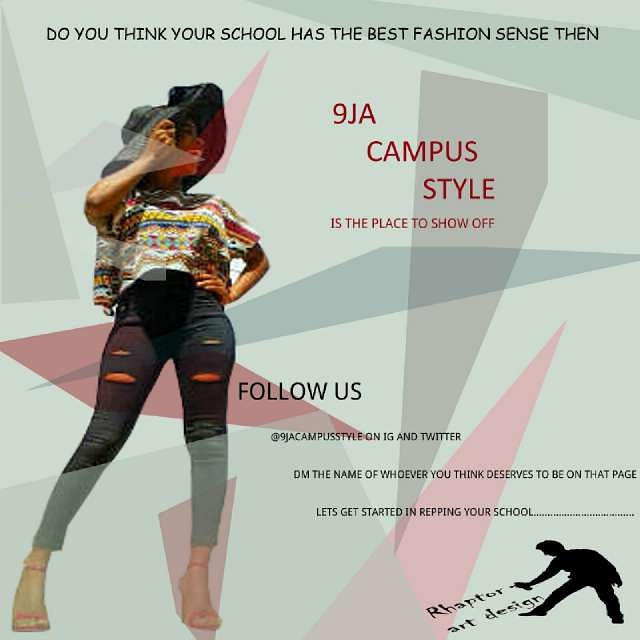 DO YOU THINK YOUR SCHOOL HAS THE BEST FASHION SENSE THEN
9JA
CAMPUS
STYLE
IS THE PLACE TO SHOW OFF
FOLLOW US
@9JACAMPUSSTYLE ON IG AND TWITTER
DM THE NAME OF WHOEVER YOU THINK DESERVES TO BE ON THAT PAGE
LETS GET STARTED IN REPPING YOUR SCHOOL....................................
Rhaptor
art design